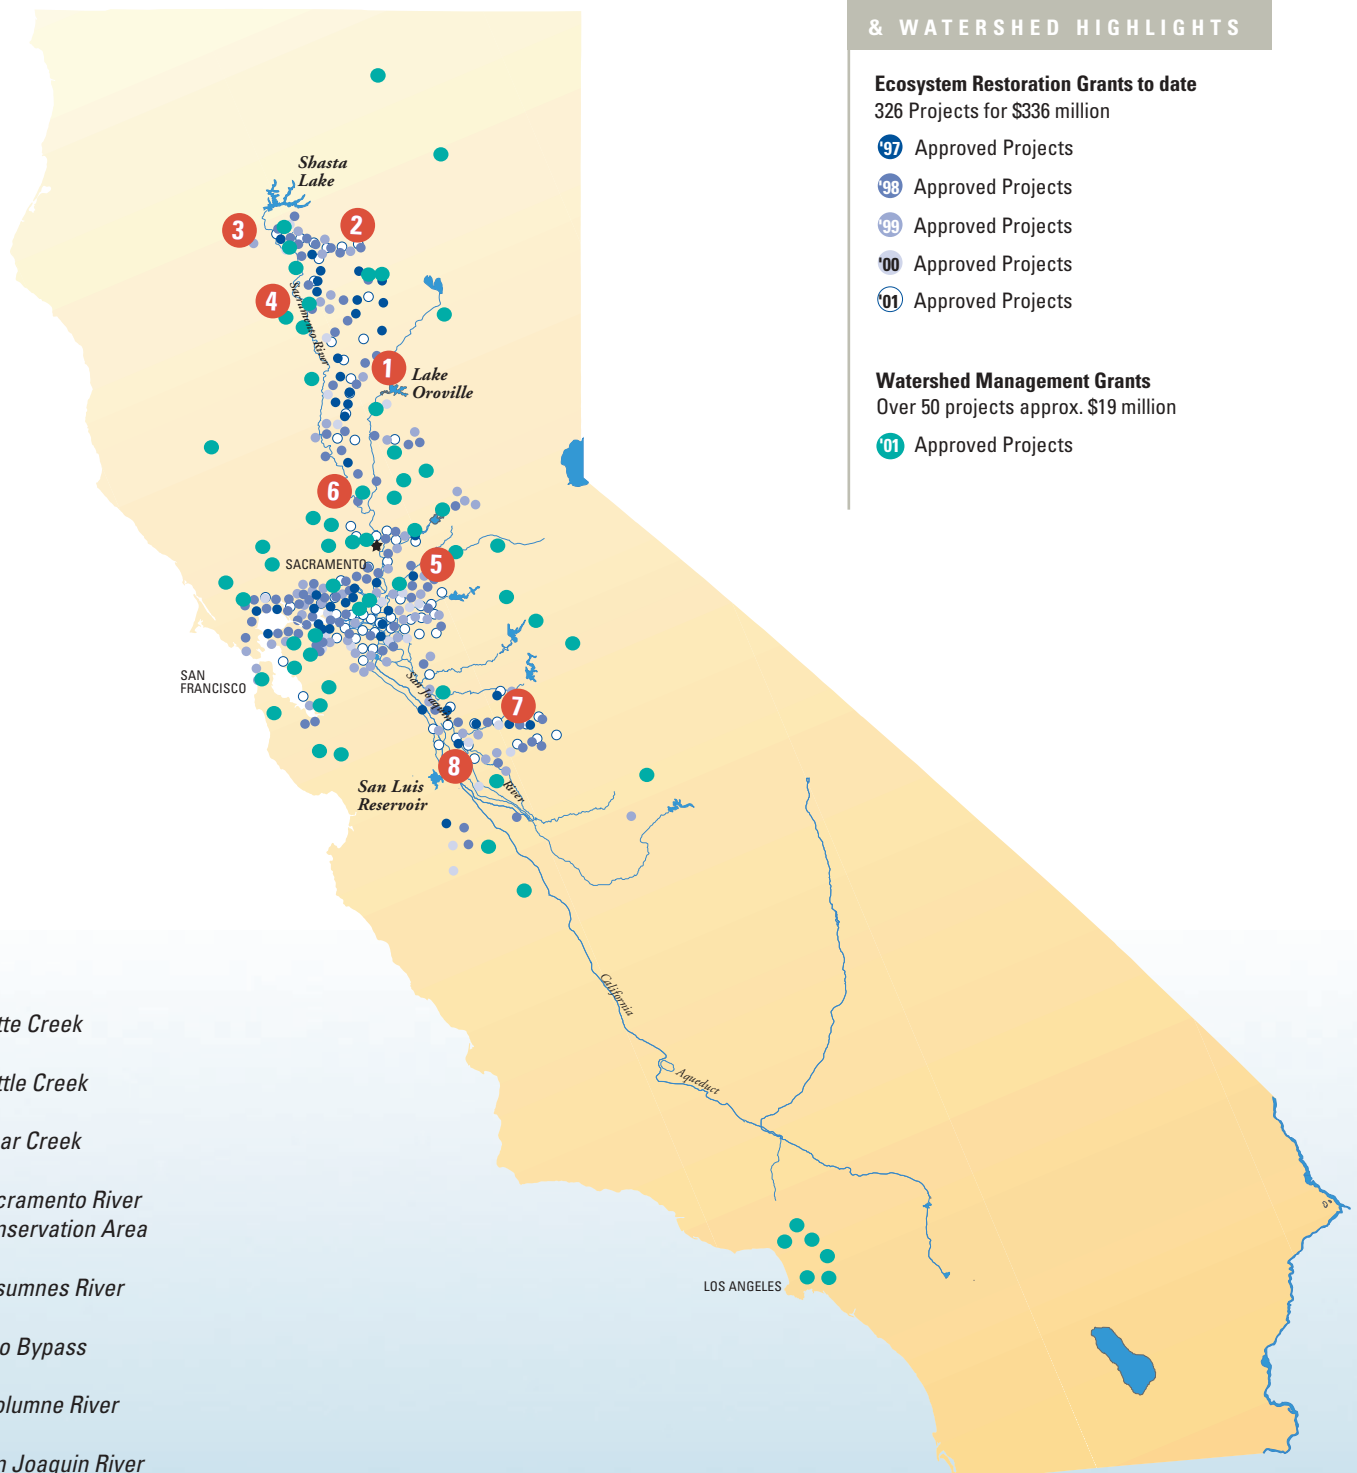 & WATERSHED HIGHLIGHTS
Ecosystem Restoration Grants to date
326 Projects for $336 million
'97 Approved Projects
'98 Approved Projects
'99 Approved Projects
'00 Approved Projects
'01 Approved Projects
Watershed Management Grants
Over 50 projects approx. $19 million
'01 Approved Projects
Shasta
Lake
3
2
4
Sacramento River
1
Lake
Oroville
6
SACRAMENTO
5
SAN
FRANCISCO
San Joaquin
River
7
8
San Luis
Reservoir
California
Aqueduct
LOS ANGELES
tte Creek
ttle Creek
ar Creek
cramento River
nservation Area
sumnes River
o Bypass
olumne River
n Joaquin River